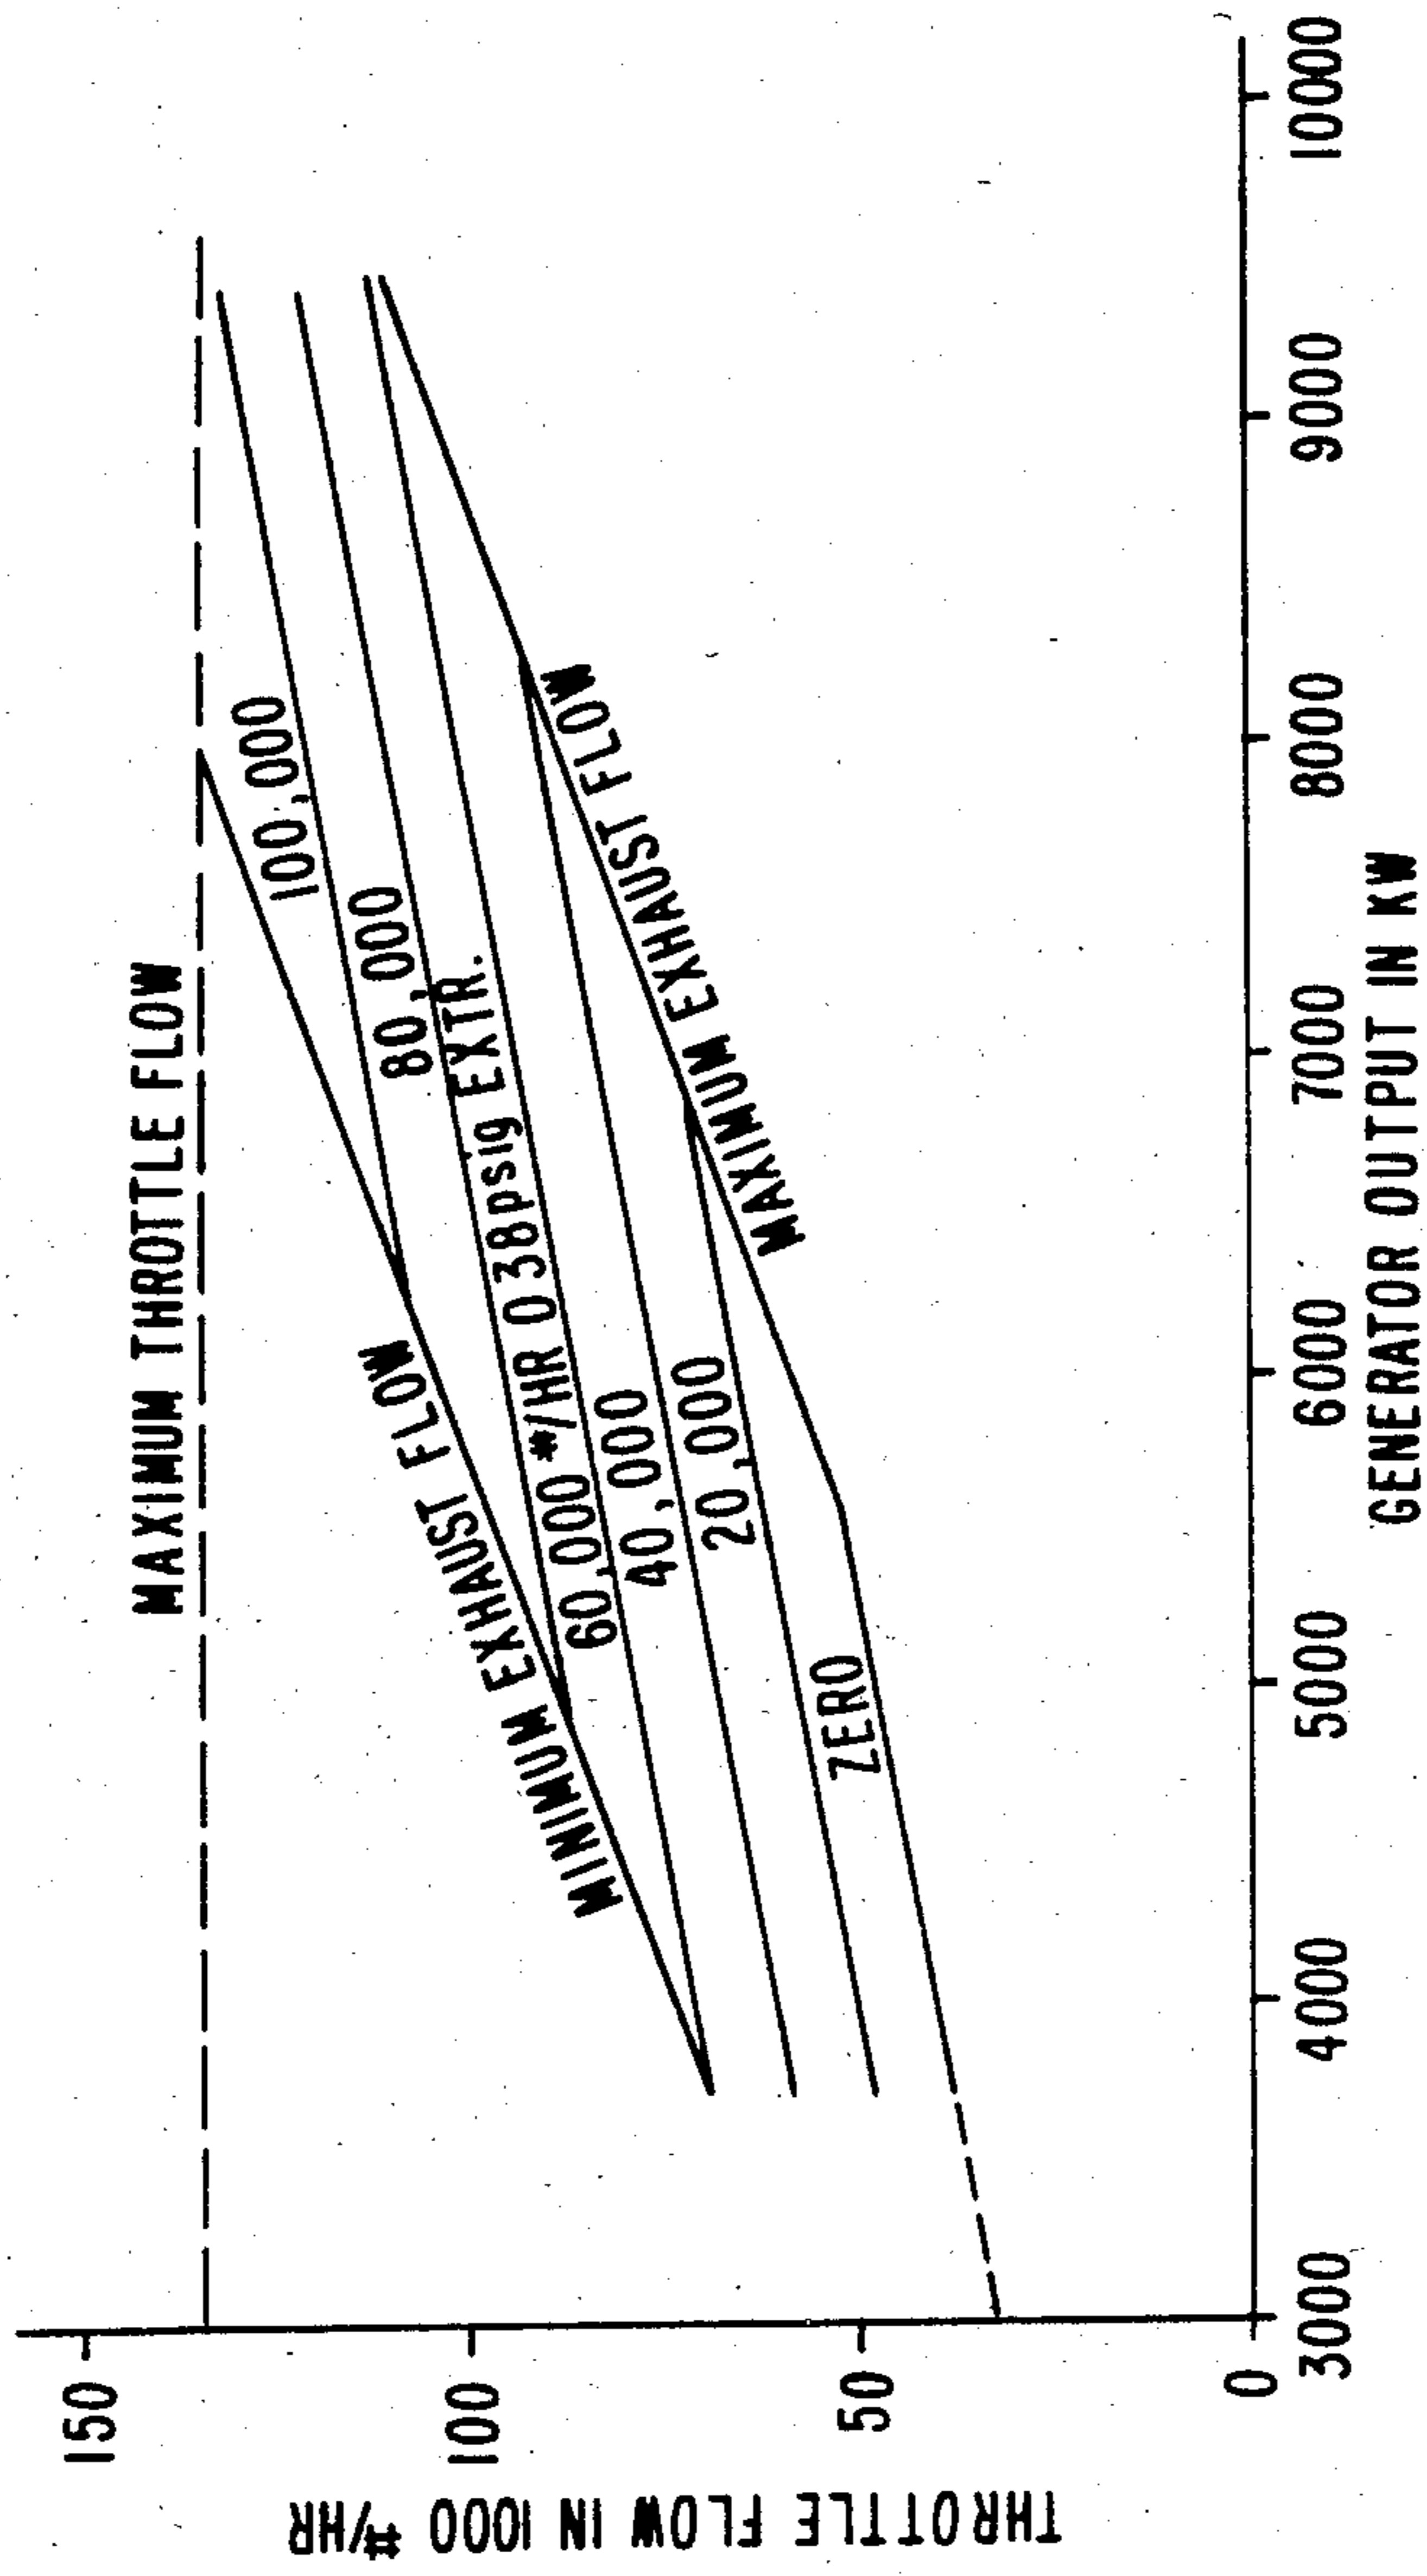 MAXIMUM THROTTLE FLOW
150
100
50
0
THROTTLE FLOW IN 1000 #/HR
MINIMUM EXHAUST FLOW
100,000
80,000
60,000 #/HR @ 38psig EXTR.
40,000
20,000
ZERO
MAXIMUM EXHAUST FLOW
3000
4000
5000
6000
7000
8000
9000
10000
GENERATOR OUTPUT IN KW